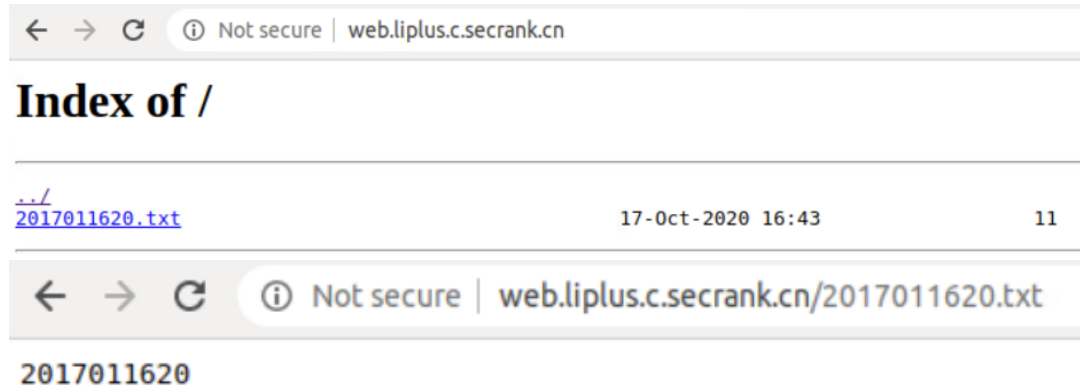 Not secure | web.liplus.c.secrank.cn
Index of /
../
2017011620.txt 17-Oct-2020 16:43 11
Not secure | web.liplus.c.secrank.cn/2017011620.txt
2017011620